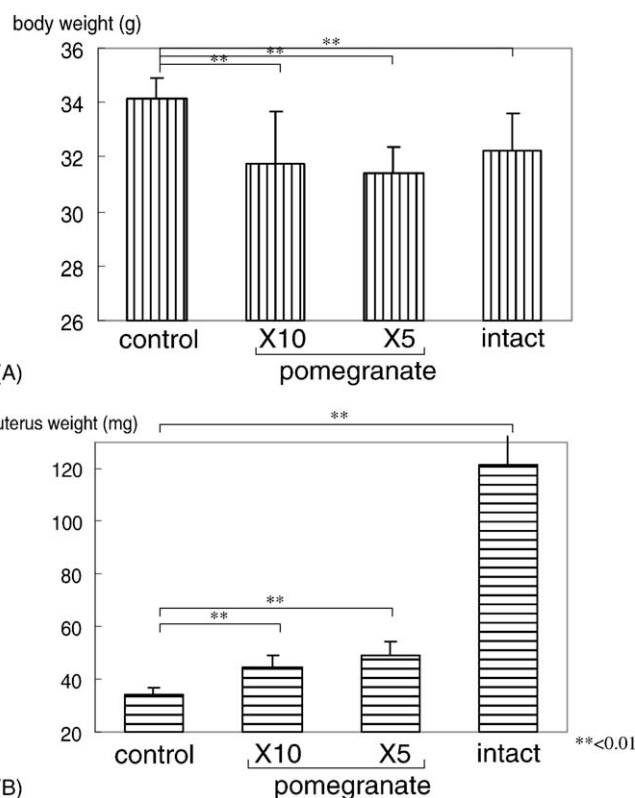 body weight (g)
36
**
**
**
34
32
30
28
26
control X10 X5 intact
pomegranate
(A)
uterus weight (mg)
**
120
100
80
**
60
**
40
20
control X10 X5 intact
**<0.01
pomegranate
(B)